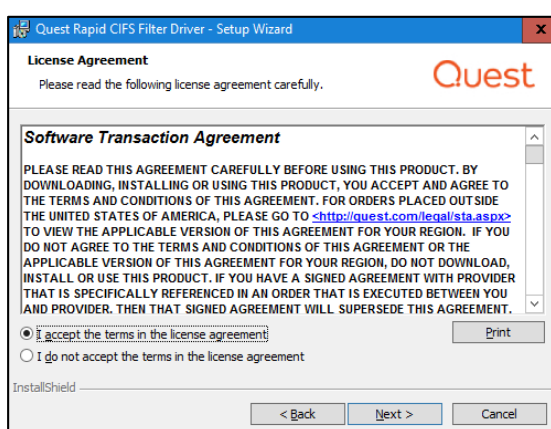 Quest Rapid CIFS Filter Driver - Setup Wizard
License Agreement
Please read the following license agreement carefully.
Quest
Software Transaction Agreement
PLEASE READ THIS AGREEMENT CAREFULLY BEFORE USING THIS PRODUCT. BY
DOWNLOADING, INSTALLING OR USING THIS PRODUCT, YOU ACCEPT AND AGREE TO
THE TERMS AND CONDITIONS OF THIS AGREEMENT. FOR ORDERS PLACED OUTSIDE
THE UNITED STATES OF AMERICA, PLEASE GO TO <http://quest.com/legal/sta.aspx>
TO VIEW THE APPLICABLE VERSION OF THIS AGREEMENT FOR YOUR REGION. IF YOU
DO NOT AGREE TO THE TERMS AND CONDITIONS OF THIS AGREEMENT OR THE
APPLICABLE VERSION OF THIS AGREEMENT FOR YOUR REGION, DO NOT DOWNLOAD,
INSTALL OR USE THIS PRODUCT. IF YOU HAVE A SIGNED AGREEMENT WITH PROVIDER
THAT IS SPECIFICALLY REFERENCED IN AN ORDER THAT IS EXECUTED BETWEEN YOU
AND PROVIDER, THEN THAT SIGNED AGREEMENT WILL SUPERSEDE THIS AGREEMENT.
I accept the terms in the license agreement
Print
I do not accept the terms in the license agreement
InstallShield
< Back
Next >
Cancel